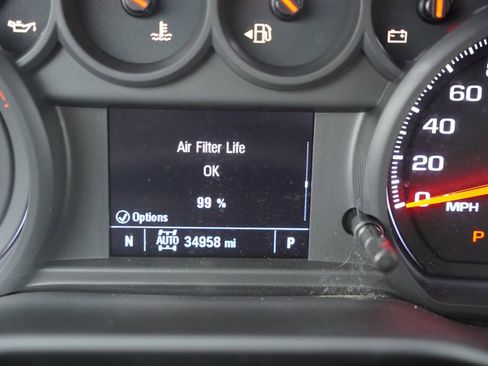 Air Filter Life
OK
99 %
Options
N AUTO 34958 mi P
60
40
20
0
MPH
P